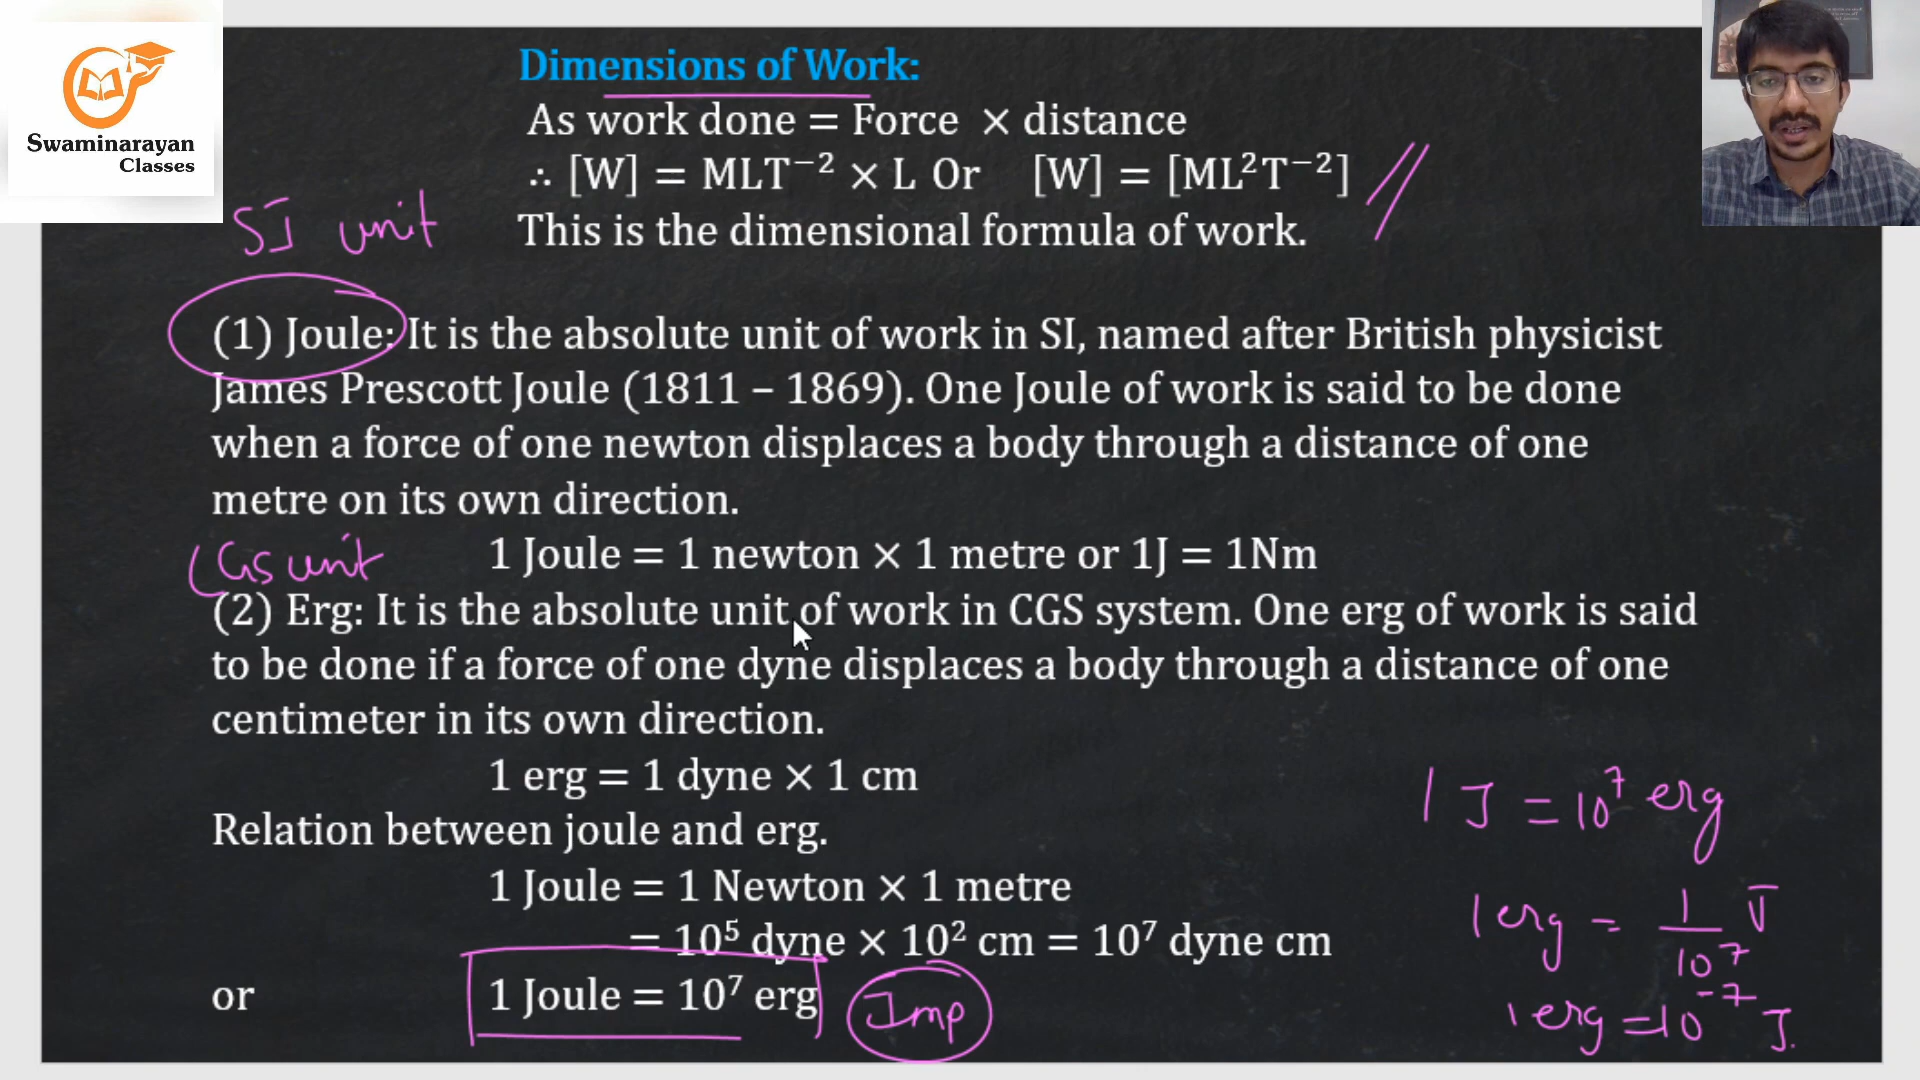 Swaminarayan
Classes
Dimensions of Work:
As work done = Force × distance
∴ [W] = MLT⁻² × L Or [W] = [ML²T⁻²]
This is the dimensional formula of work.
SI unit
(1) Joule: It is the absolute unit of work in SI, named after British physicist
James Prescott Joule (1811 – 1869). One Joule of work is said to be done
when a force of one newton displaces a body through a distance of one
metre on its own direction.
1 Joule = 1 newton × 1 metre or 1J = 1Nm
CGS unit
(2) Erg: It is the absolute unit of work in CGS system. One erg of work is said
to be done if a force of one dyne displaces a body through a distance of one
centimeter in its own direction.
1 erg = 1 dyne × 1 cm
Relation between joule and erg.
1 Joule = 1 Newton × 1 metre
= 10⁵ dyne × 10² cm = 10⁷ dyne cm
or 1 Joule = 10⁷ erg
Imp
1 J = 10⁷ erg
1 erg = 1/10⁷ J
1 erg = 10⁻⁷ J.